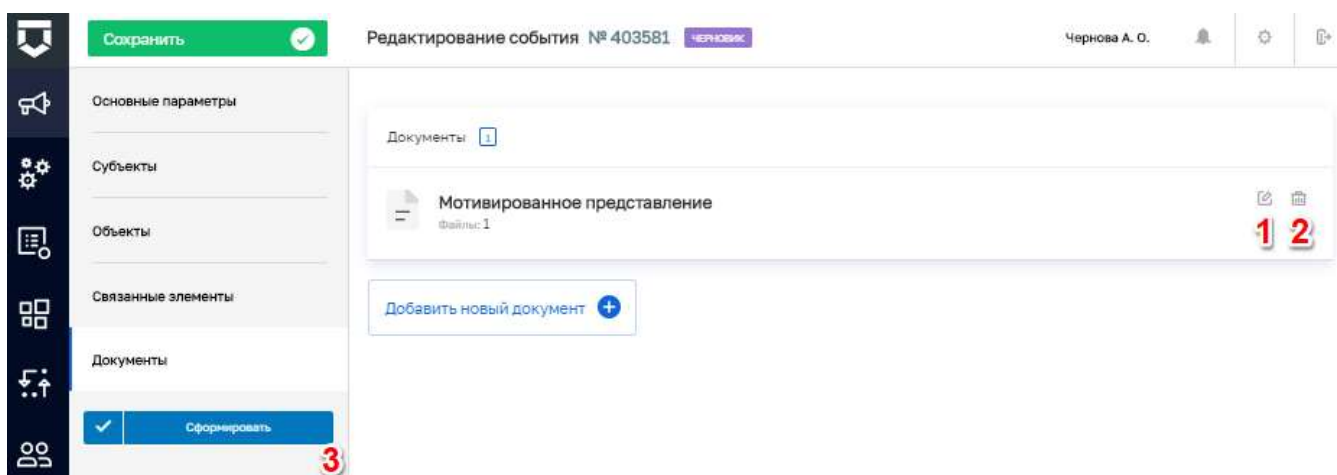 Сохранить
Редактирование события № 403581 ЧЕРНОВИК
Чернова А. О.
Основные параметры
Субъекты
Объекты
Связанные элементы
Документы
Сформировать
3
Документы 1
Мотивированное представление
Файлы: 1
1 2
Добавить новый документ